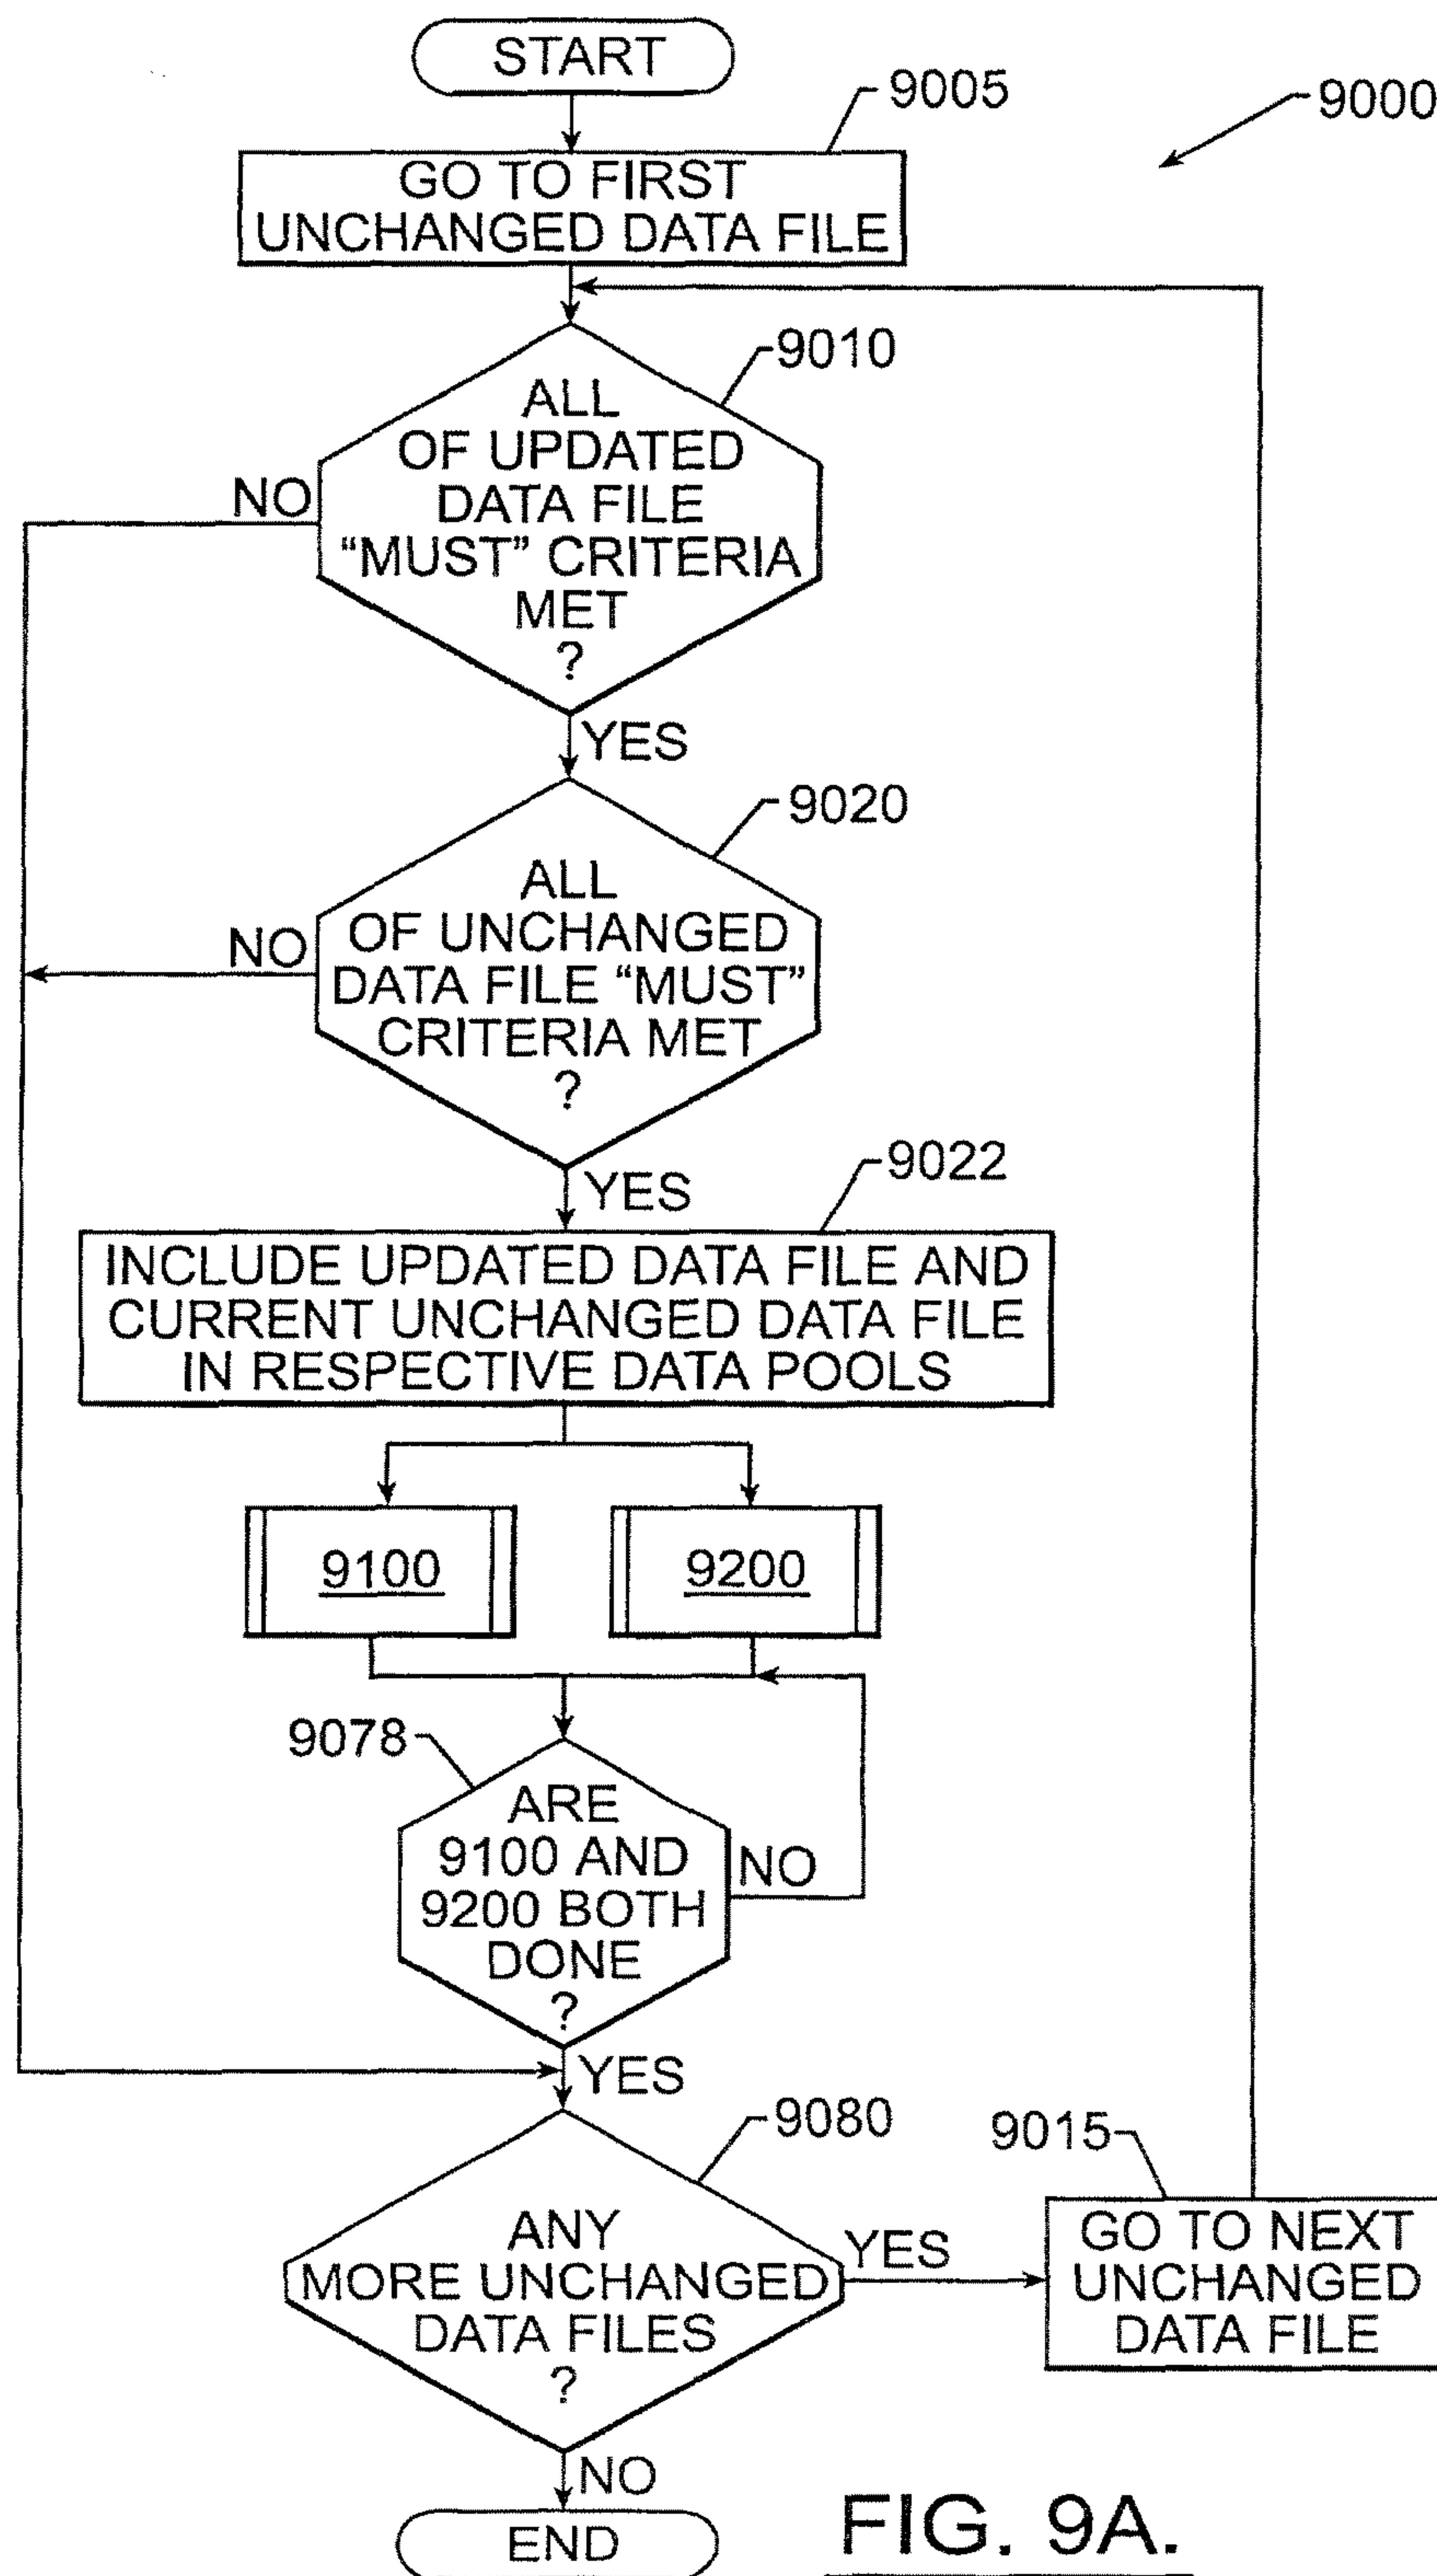 START
9005
9000
GO TO FIRST
UNCHANGED DATA FILE
9010
ALL
OF UPDATED
DATA FILE
“MUST” CRITERIA
MET
?
NO
YES
9020
ALL
OF UNCHANGED
DATA FILE “MUST”
CRITERIA MET
?
NO
YES
9022
INCLUDE UPDATED DATA FILE AND
CURRENT UNCHANGED DATA FILE
IN RESPECTIVE DATA POOLS
9100
9200
9078
ARE
9100 AND
9200 BOTH
DONE
?
NO
YES
9080
ANY
MORE UNCHANGED
DATA FILES
?
YES
9015
GO TO NEXT
UNCHANGED
DATA FILE
NO
END
FIG. 9A.